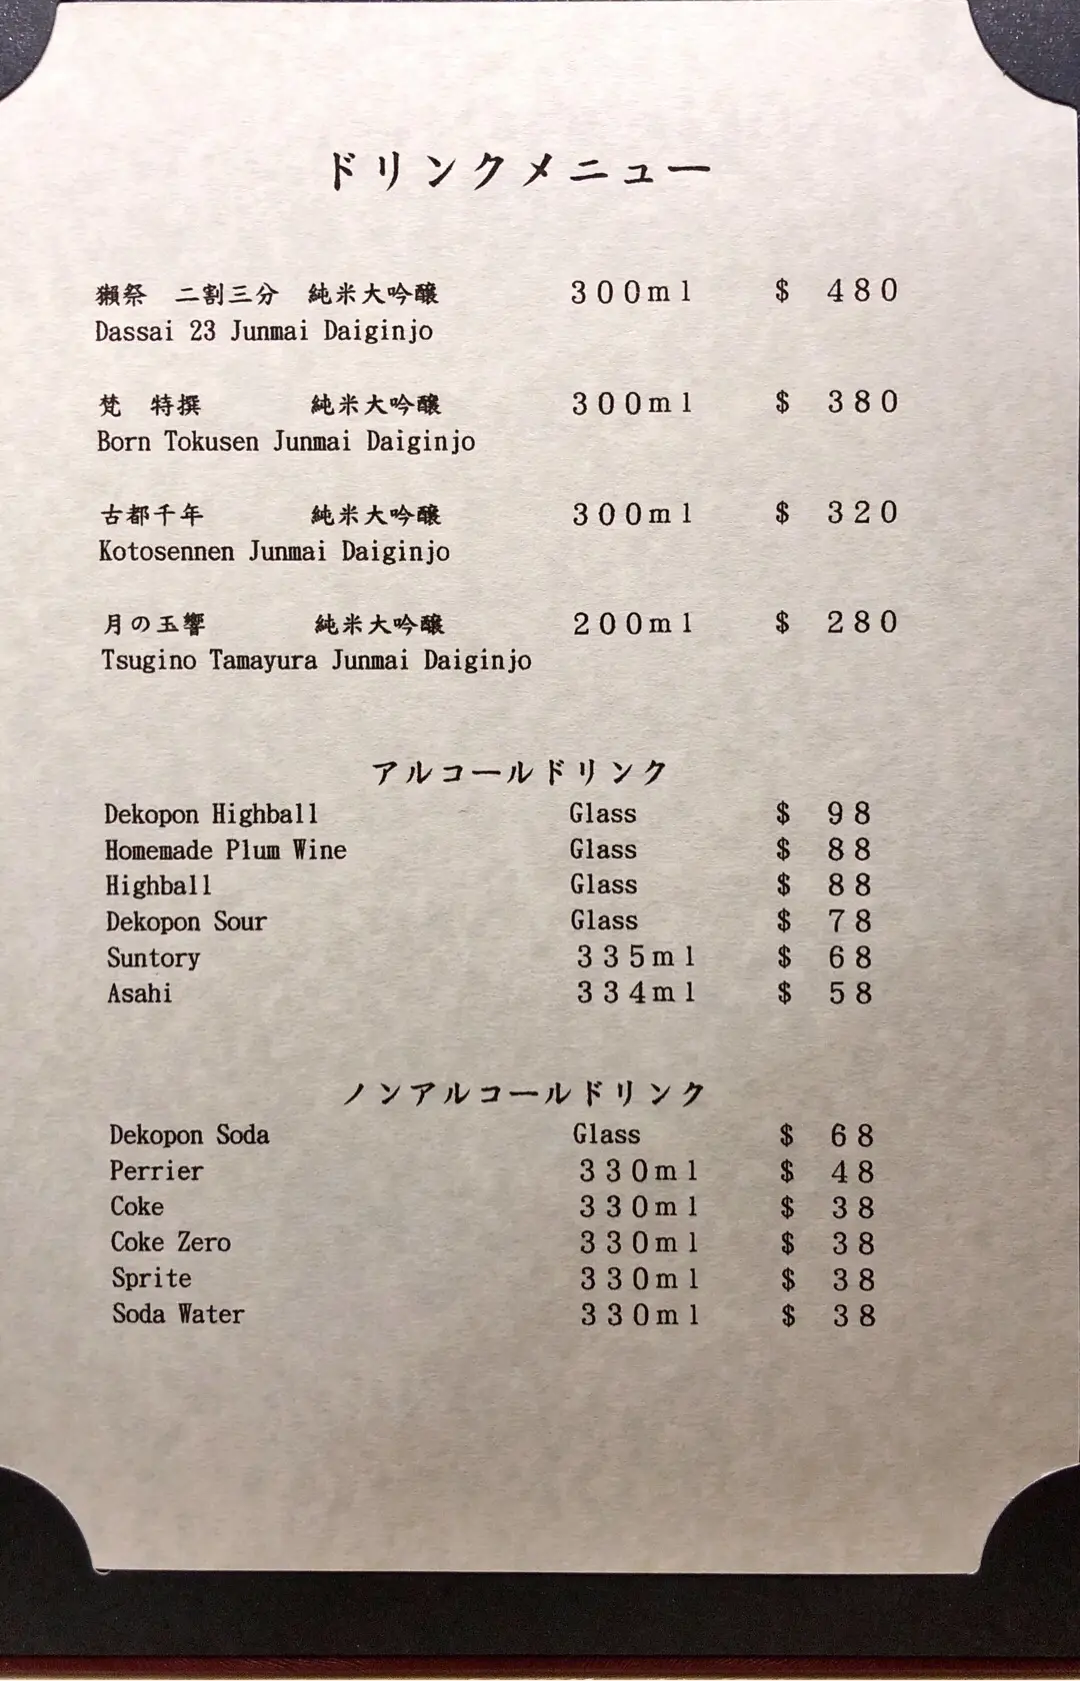 ドリンクメニュー
獺祭　二割三分　純米大吟醸　300ml　$ 480
Dassai 23 Junmai Daiginjo
梵　特撰　純米大吟醸　300ml　$ 380
Born Tokusen Junmai Daiginjo
古都千年　純米大吟醸　300ml　$ 320
Kotosennen Junmai Daiginjo
月の玉響　純米大吟醸　200ml　$ 280
Tsugino Tamayura Junmai Daiginjo
アルコールドリンク
Dekopon Highball Glass $ 98
Homemade Plum Wine Glass $ 88
Highball Glass $ 88
Dekopon Sour Glass $ 78
Suntory 335ml $ 68
Asahi 334ml $ 58
ノンアルコールドリンク
Dekopon Soda Glass $ 68
Perrier 330ml $ 48
Coke 330ml $ 38
Coke Zero 330ml $ 38
Sprite 330ml $ 38
Soda Water 330ml $ 38